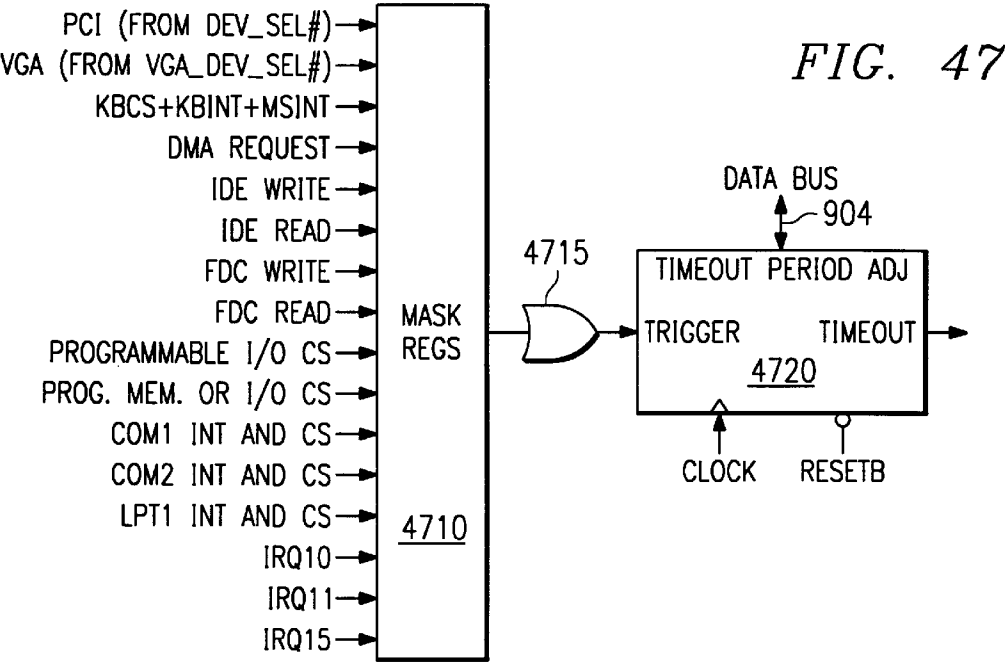 PCI (FROM DEV_SEL#)
VGA (FROM VGA_DEV_SEL#)
KBCS+KBINT+MSINT
DMA REQUEST
IDE WRITE
IDE READ
FDC WRITE
FDC READ
PROGRAMMABLE I/O CS
PROG. MEM. OR I/O CS
COM1 INT AND CS
COM2 INT AND CS
LPT1 INT AND CS
IRQ10
IRQ11
IRQ15
MASK
REGS
4710
4715
FIG. 47
DATA BUS
904
TIMEOUT PERIOD ADJ
TRIGGER TIMEOUT
4720
CLOCK RESETB